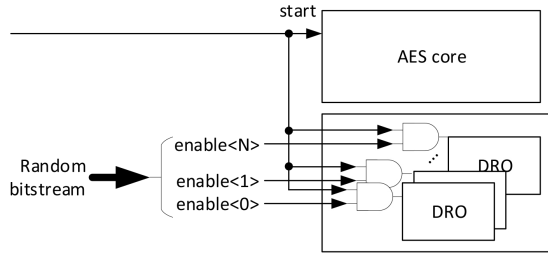 start
AES core
enable<N>
DRO
Random
bitstream
enable<1>
enable<0>
DRO